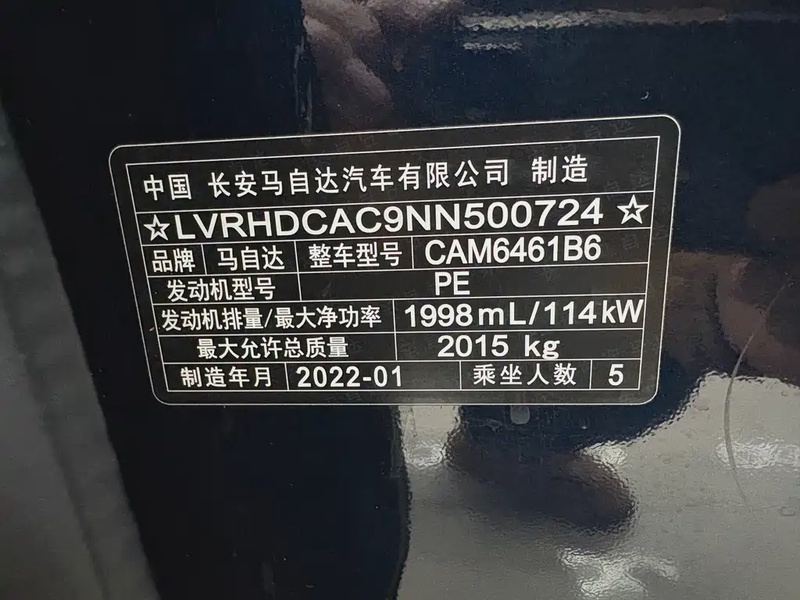 中国 长安马自达汽车有限公司 制造
☆LVRHDCAC9NN500724☆
品牌 马自达 整车型号 CAM6461B6
发动机型号 PE
发动机排量/最大净功率 1998mL/114kW
最大允许总质量 2015 kg
制造年月 2022-01 乘坐人数 5